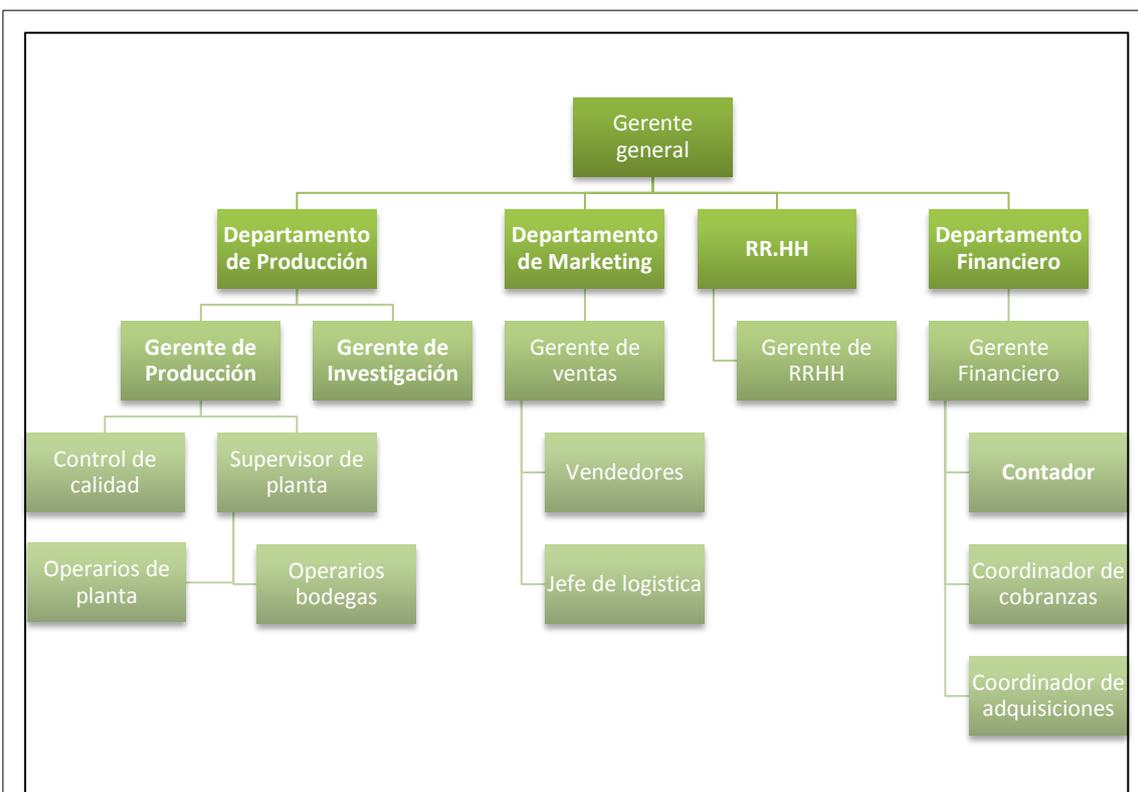 Gerente
general
Departamento
de Producción
Departamento
de Marketing
RR.HH
Departamento
Financiero
Gerente de
Producción
Gerente de
Investigación
Gerente de
ventas
Gerente de
RRHH
Gerente
Financiero
Control de
calidad
Supervisor de
planta
Vendedores
Contador
Operarios de
planta
Operarios
bodegas
Jefe de logistica
Coordinador de
cobranzas
Coordinador de
adquisiciones